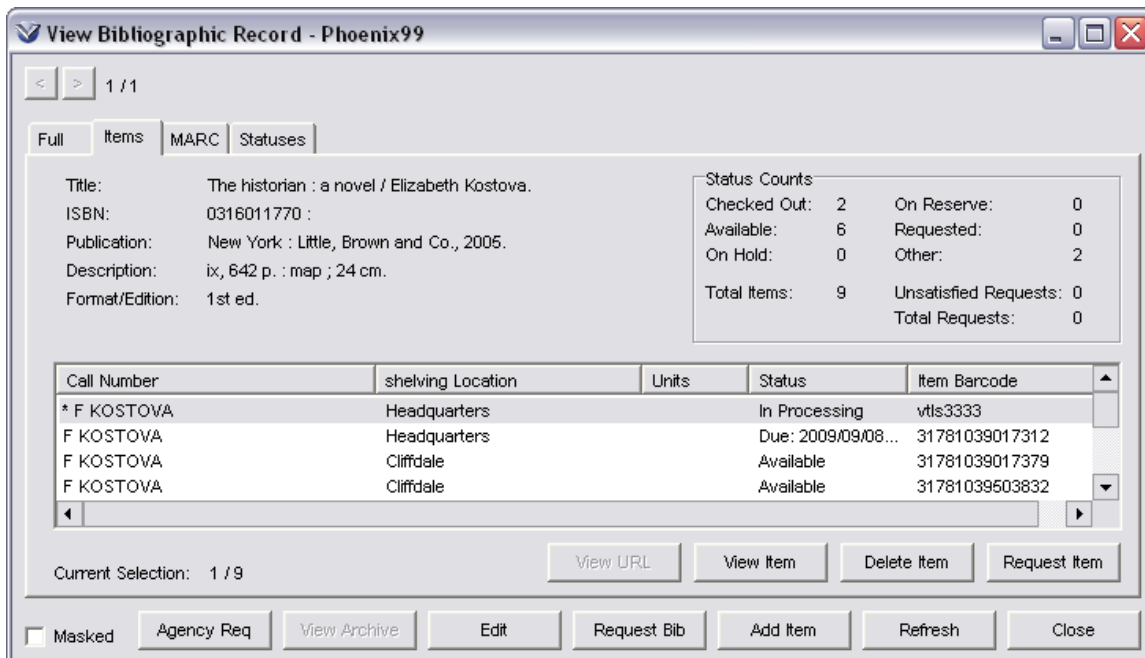 View Bibliographic Record - Phoenix99
< > 1 / 1
Full Items MARC Statuses
Title: The historian : a novel / Elizabeth Kostova.
ISBN: 0316011770 :
Publication: New York : Little, Brown and Co., 2005.
Description: ix, 642 p. : map ; 24 cm.
Format/Edition: 1st ed.
Status Counts
Checked Out: 2 On Reserve: 0
Available: 6 Requested: 0
On Hold: 0 Other: 2
Total Items: 9 Unsatisfied Requests: 0
Total Requests: 0
Call Number shelving Location Units Status Item Barcode
* F KOSTOVA Headquarters In Processing vtls3333
F KOSTOVA Headquarters Due: 2009/09/08... 31781039017312
F KOSTOVA Cliffdale Available 31781039017379
F KOSTOVA Cliffdale Available 31781039503832
View URL View Item Delete Item Request Item
Current Selection: 1 / 9
Masked Agency Req View Archive Edit Request Bib Add Item Refresh Close